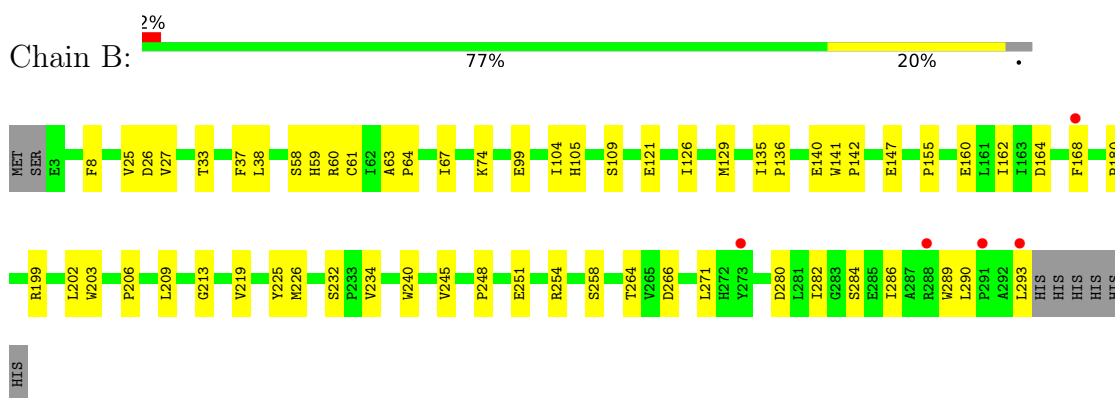 2%
Chain B:
77% 20% •
MET SER E3 F8 V25 D26 V27 T33 F37 L38 S58 H59 R60 C61 I62 A63 P64 I67 K74 E99 I104 H105 S109 E121 I126 M129 I135 P136 E140 W141 P142 E147 P155 E160 L161 I162 I163 D164 F168
R199 L202 W203 P206 L209 G213 V219 Y225 M226 S232 P233 V234 W240 V245 P248 E251 R254 S258 T264 V265 D266 L271 H272 Y273 D280 L281 I282 G283 S284 E285 I286 A287 R288 W289 L290 P291 A292 L293 HIS HIS HIS HIS HIS
HIS